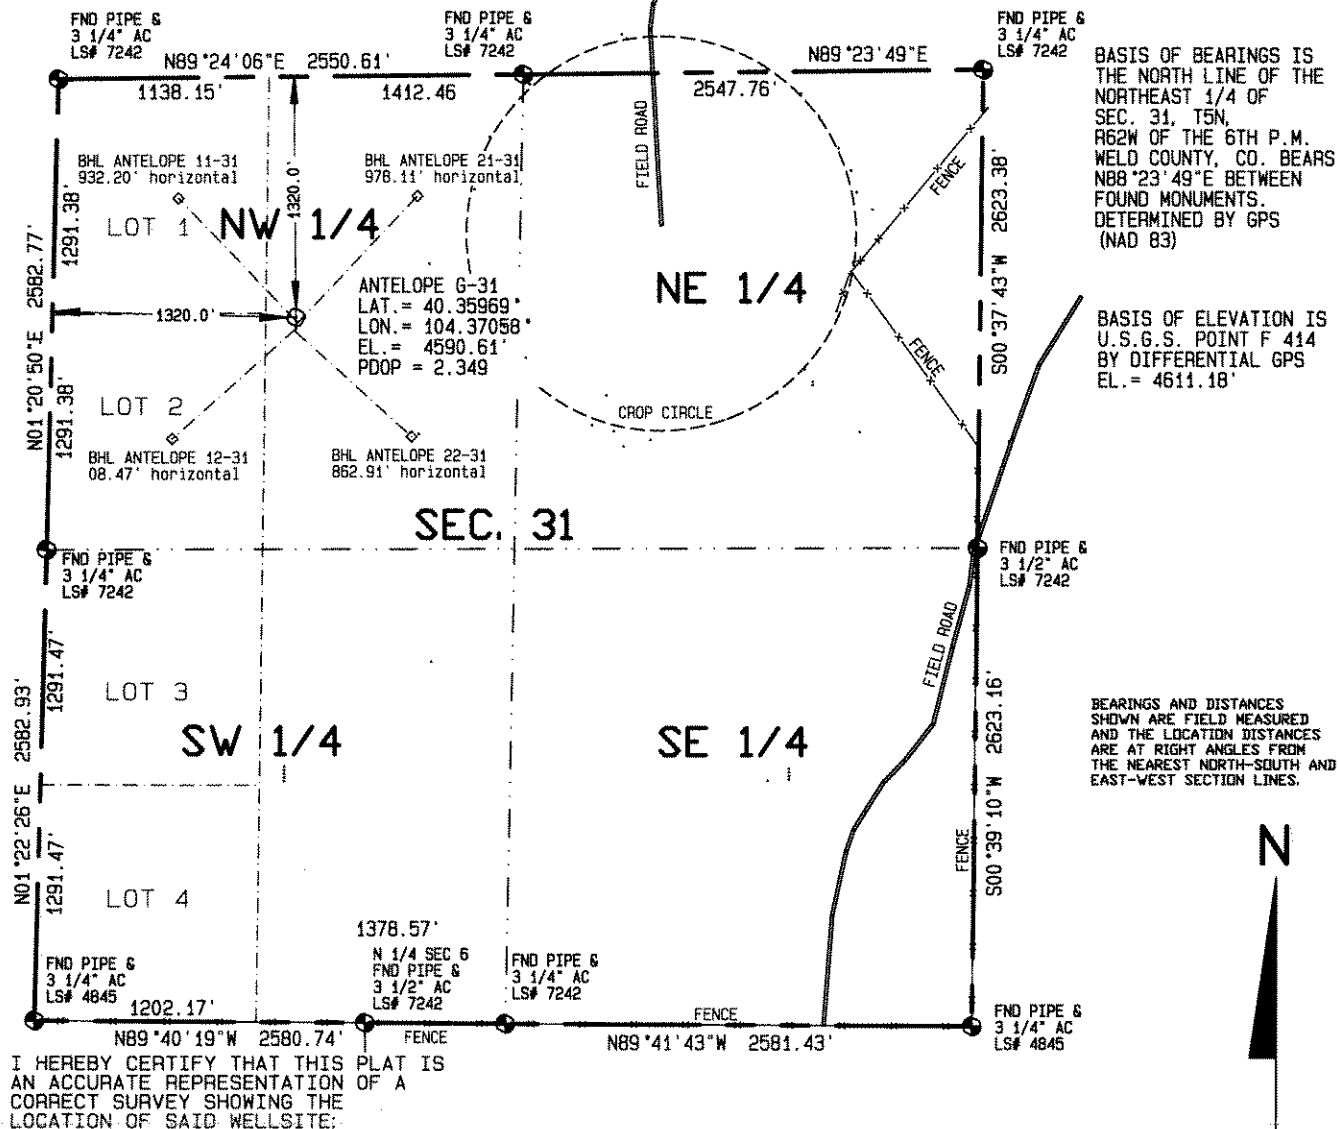 FND PIPE &
3 1/4" AC
LS# 7242
FND PIPE &
3 1/4" AC
LS# 7242
FND PIPE &
3 1/4" AC
LS# 7242
N89°24'06"E 2550.61'
N89°23'49"E
1138.15'
1412.46
2547.76'
BASIS OF BEARINGS IS
THE NORTH LINE OF THE
NORTHEAST 1/4 OF
SEC. 31, T5N,
R62W OF THE 6TH P.M.
WELD COUNTY, CO. BEARS
N88°23'49"E BETWEEN
FOUND MONUMENTS.
DETERMINED BY GPS
(NAD 83)
BHL ANTELOPE 11-31
932.20' horizontal
BHL ANTELOPE 21-31
978.11' horizontal
1320.0'
FIELD ROAD
FENCE
LOT 1
NW 1/4
N01°20'50"E 2582.77'
1291.38'
1291.38'
1320.0'
ANTELOPE G-31
LAT.= 40.35969°
LON.= 104.37058°
EL.= 4590.61'
PDOP = 2.349
NE 1/4
S00°37'43"W 2623.38'
FENCE
BASIS OF ELEVATION IS
U.S.G.S. POINT F 414
BY DIFFERENTIAL GPS
EL.= 4611.18'
LOT 2
CROP CIRCLE
BHL ANTELOPE 12-31
08.47' horizontal
BHL ANTELOPE 22-31
862.91' horizontal
SEC. 31
FND PIPE &
3 1/4" AC
LS# 7242
FND PIPE &
3 1/2" AC
LS# 7242
FIELD ROAD
LOT 3
N01°22'26"E 2582.93'
1291.47'
1291.47'
SW 1/4
SE 1/4
S00°39'10"W 2623.16'
FENCE
BEARINGS AND DISTANCES
SHOWN ARE FIELD MEASURED
AND THE LOCATION DISTANCES
ARE AT RIGHT ANGLES FROM
THE NEAREST NORTH-SOUTH AND
EAST-WEST SECTION LINES.
N
LOT 4
FND PIPE &
3 1/4" AC
LS# 4845
1378.57'
N 1/4 SEC 6
FND PIPE &
3 1/2" AC
LS# 7242
FND PIPE &
3 1/4" AC
LS# 7242
1202.17'
FENCE
FND PIPE &
3 1/4" AC
LS# 4845
N89°40'19"W 2580.74'
FENCE
N89°41'43"W 2581.43'
I HEREBY CERTIFY THAT THIS PLAT IS
AN ACCURATE REPRESENTATION OF A
CORRECT SURVEY SHOWING THE
LOCATION OF SAID WELLSITE: